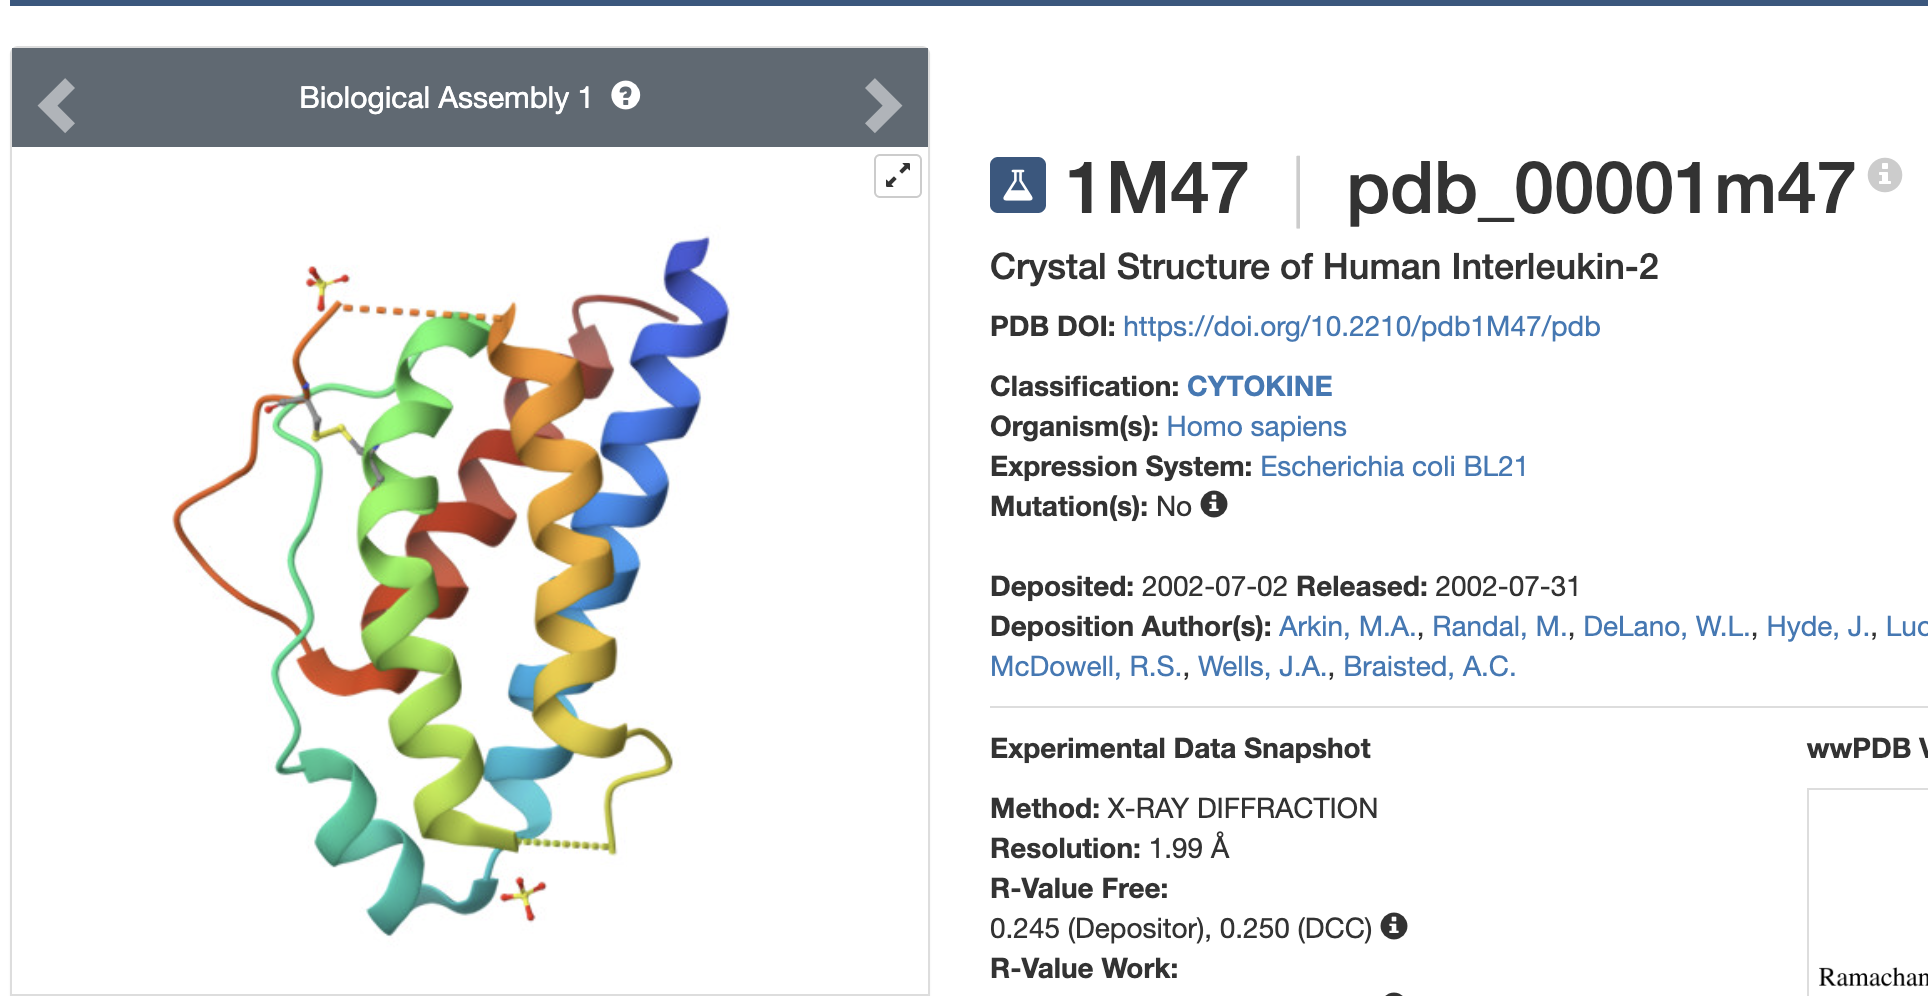 Biological Assembly 1
1M47 | pdb_00001m47
Crystal Structure of Human Interleukin-2
PDB DOI: https://doi.org/10.2210/pdb1M47/pdb
Classification: CYTOKINE
Organism(s): Homo sapiens
Expression System: Escherichia coli BL21
Mutation(s): No
Deposited: 2002-07-02 Released: 2002-07-31
Deposition Author(s): Arkin, M.A., Randal, M., DeLano, W.L., Hyde, J., Luc
McDowell, R.S., Wells, J.A., Braisted, A.C.
Experimental Data Snapshot
Method: X-RAY DIFFRACTION
Resolution: 1.99 Å
R-Value Free:
0.245 (Depositor), 0.250 (DCC)
R-Value Work:
wwPDB V
Ramachan